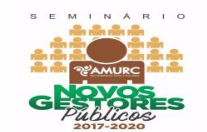 SEMINÁRIO
AMURC
NOVOS
GESTORES
Públicos
2017-2020